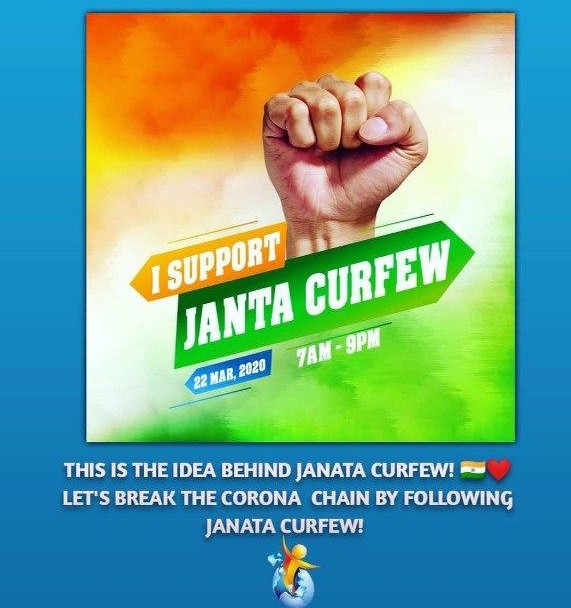 I SUPPORT
JANTA CURFEW
22 MAR, 2020
7AM - 9PM
THIS IS THE IDEA BEHIND JANATA CURFEW! 🇮🇳❤️
LET'S BREAK THE CORONA CHAIN BY FOLLOWING
JANATA CURFEW!